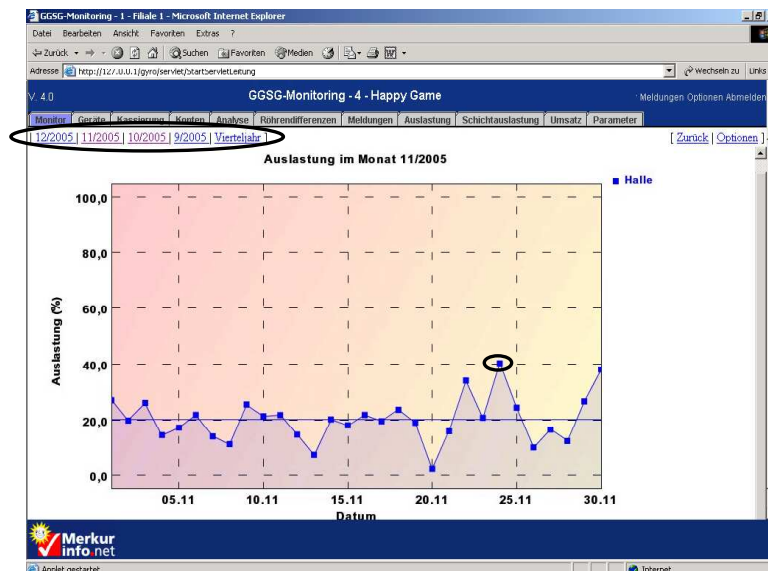 GGSG-Monitoring - 1 - Filiale 1 - Microsoft Internet Explorer
Datei Bearbeiten Ansicht Favoriten Extras ?
Zurück Suchen Favoriten Medien
Adresse http://127.0.0.1/gyro/servlet/StartServletLeitung Wechseln zu Links
V. 4.0 GGSG-Monitoring - 4 - Happy Game Meldungen Optionen Abmelden
Monitor Geräte Kassierung Konten Analyse Röhrendifferenzen Meldungen Auslastung Schichtauslastung Umsatz Parameter
| 12/2005 | 11/2005 | 10/2005 | 9/2005 | Vierteljahr ] [ Zurück | Optionen ]
Auslastung im Monat 11/2005
Halle
100,0
80,0
60,0
40,0
20,0
0,0
Auslastung (%)
05.11 10.11 15.11 20.11 25.11 30.11
Datum
Merkur
info.net
Applet gestartet. Internet